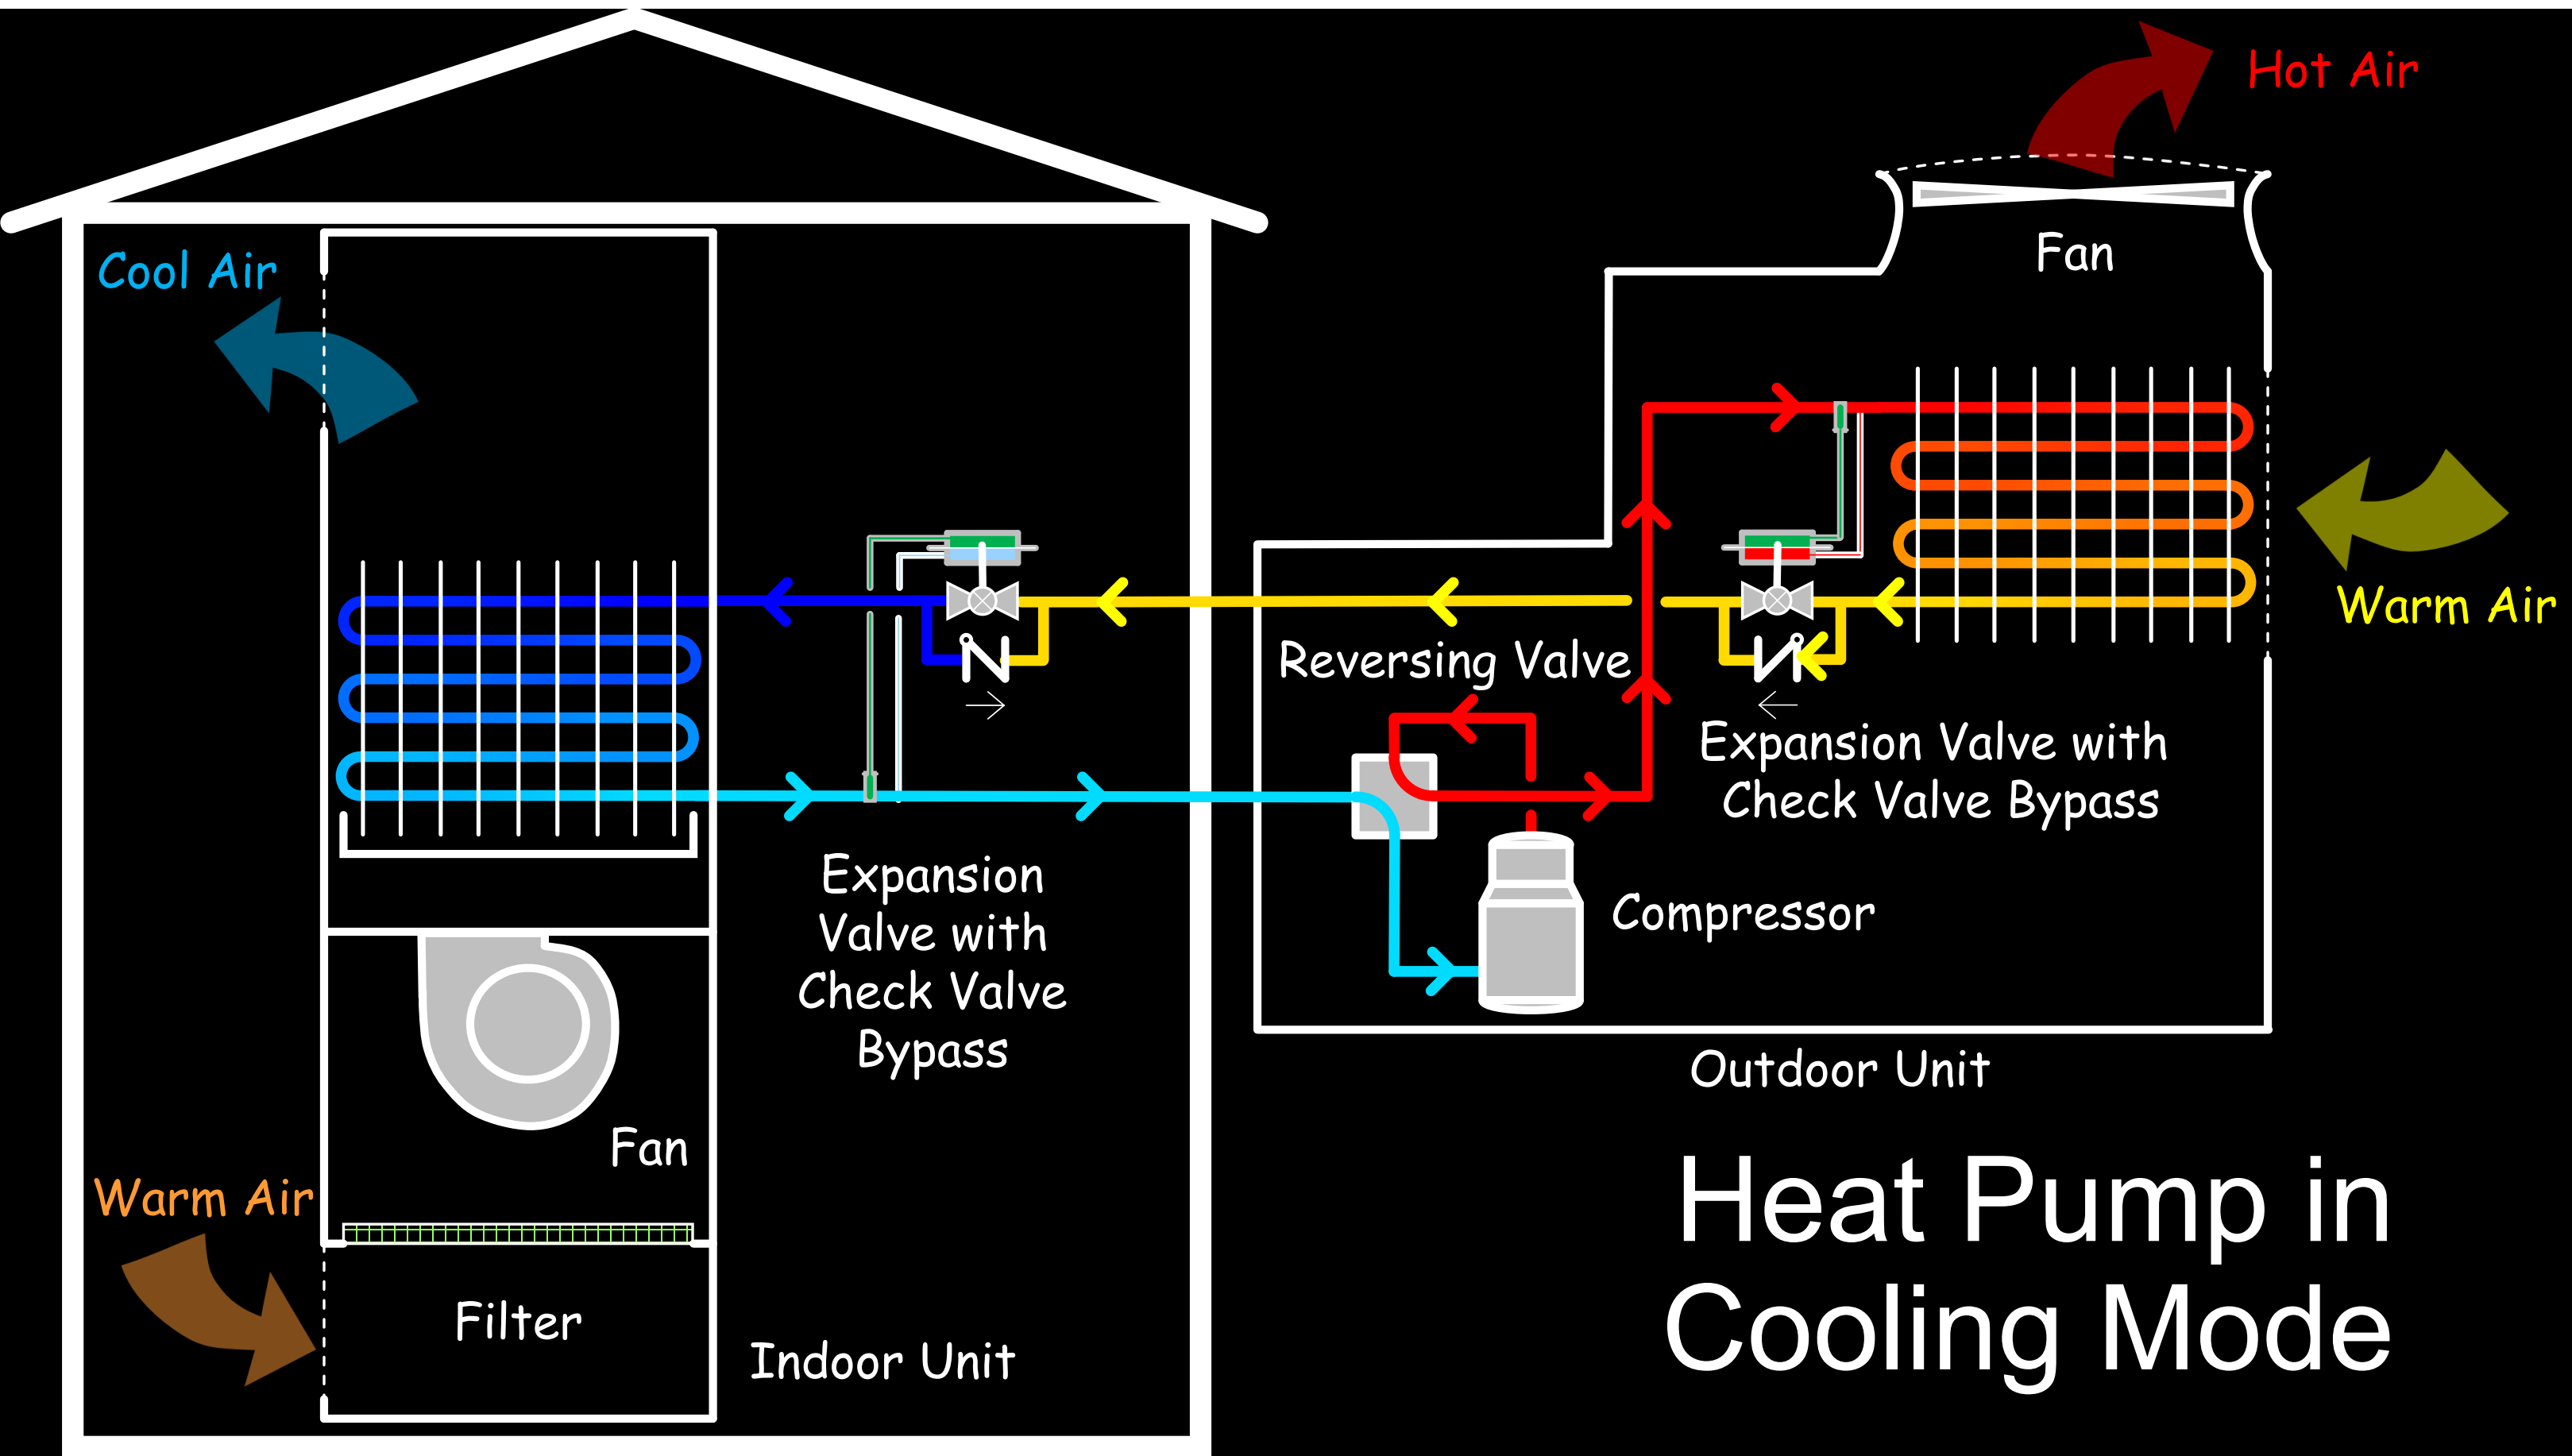 Hot Air
Fan
Cool Air
Warm Air
Reversing Valve
Expansion Valve with
Check Valve Bypass
Expansion
Valve with
Check Valve
Bypass
Compressor
Outdoor Unit
Fan
Warm Air
Filter
Indoor Unit
Heat Pump in
Cooling Mode